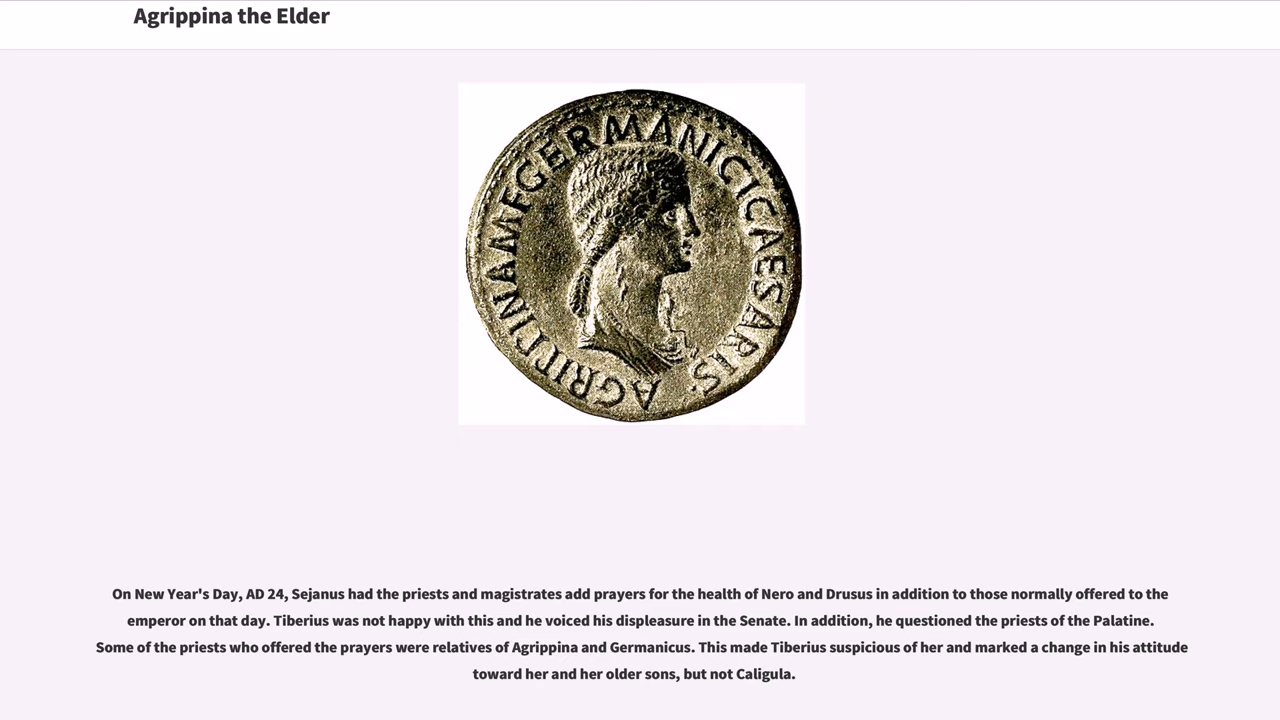 Agrippina the Elder
AGRIPPINA M F GERMANICI CAESARIS
On New Year's Day, AD 24, Sejanus had the priests and magistrates add prayers for the health of Nero and Drusus in addition to those normally offered to the
emperor on that day. Tiberius was not happy with this and he voiced his displeasure in the Senate. In addition, he questioned the priests of the Palatine.
Some of the priests who offered the prayers were relatives of Agrippina and Germanicus. This made Tiberius suspicious of her and marked a change in his attitude
toward her and her older sons, but not Caligula.